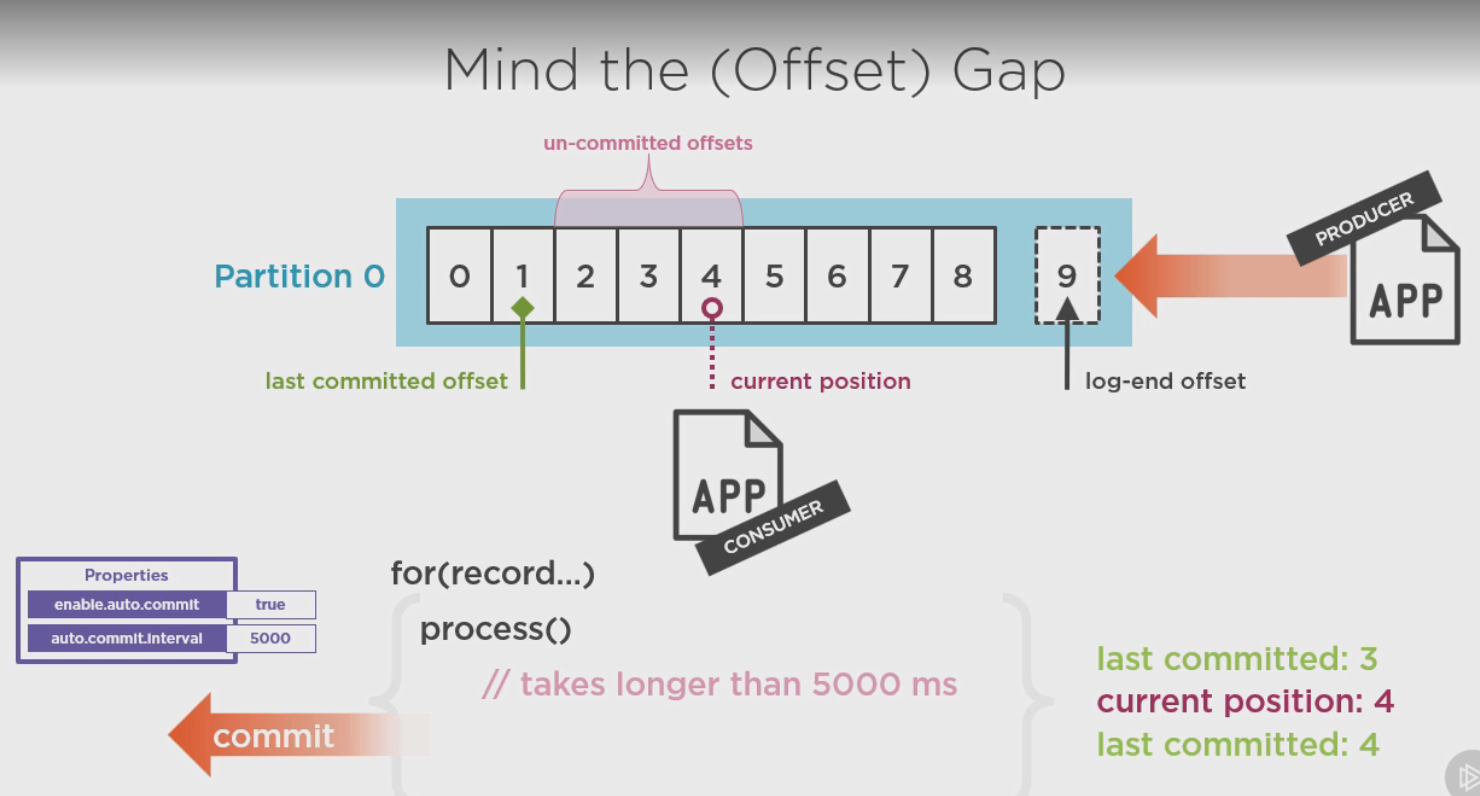 Mind the (Offset) Gap
un-committed offsets
PRODUCER
Partition 0
0 1 2 3 4 5 6 7 8 9
APP
last committed offset
current position
log-end offset
APP
CONSUMER
Properties
enable.auto.commit true
auto.commit.interval 5000
for(record...)
process()
// takes longer than 5000 ms
commit
last committed: 3
current position: 4
last committed: 4